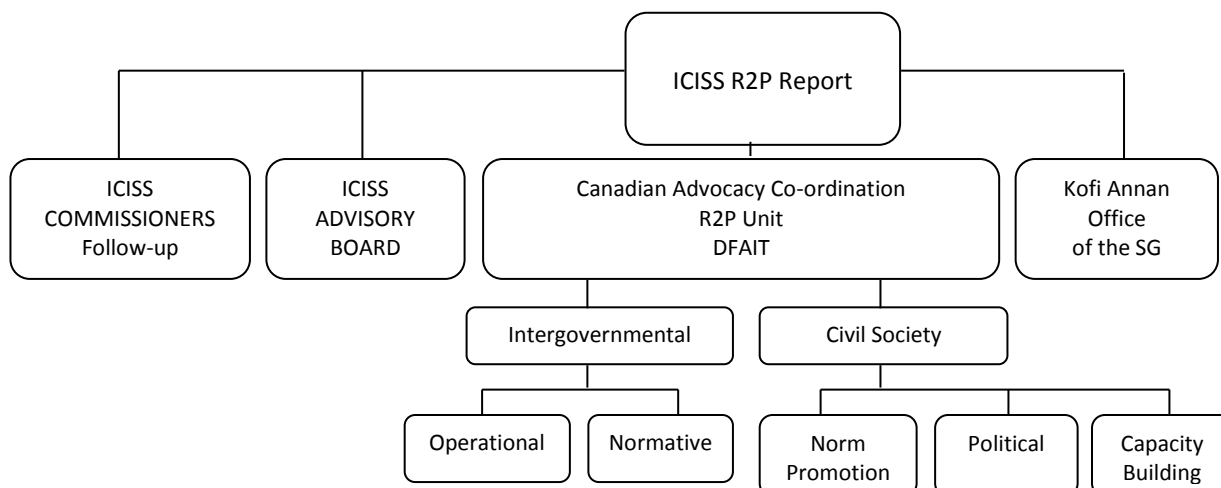 ICISS R2P Report
ICISS
COMMISSIONERS
Follow-up
ICISS
ADVISORY
BOARD
Canadian Advocacy Co-ordination
R2P Unit
DFAIT
Kofi Annan
Office
of the SG
Intergovernmental
Civil Society
Operational
Normative
Norm
Promotion
Political
Capacity
Building